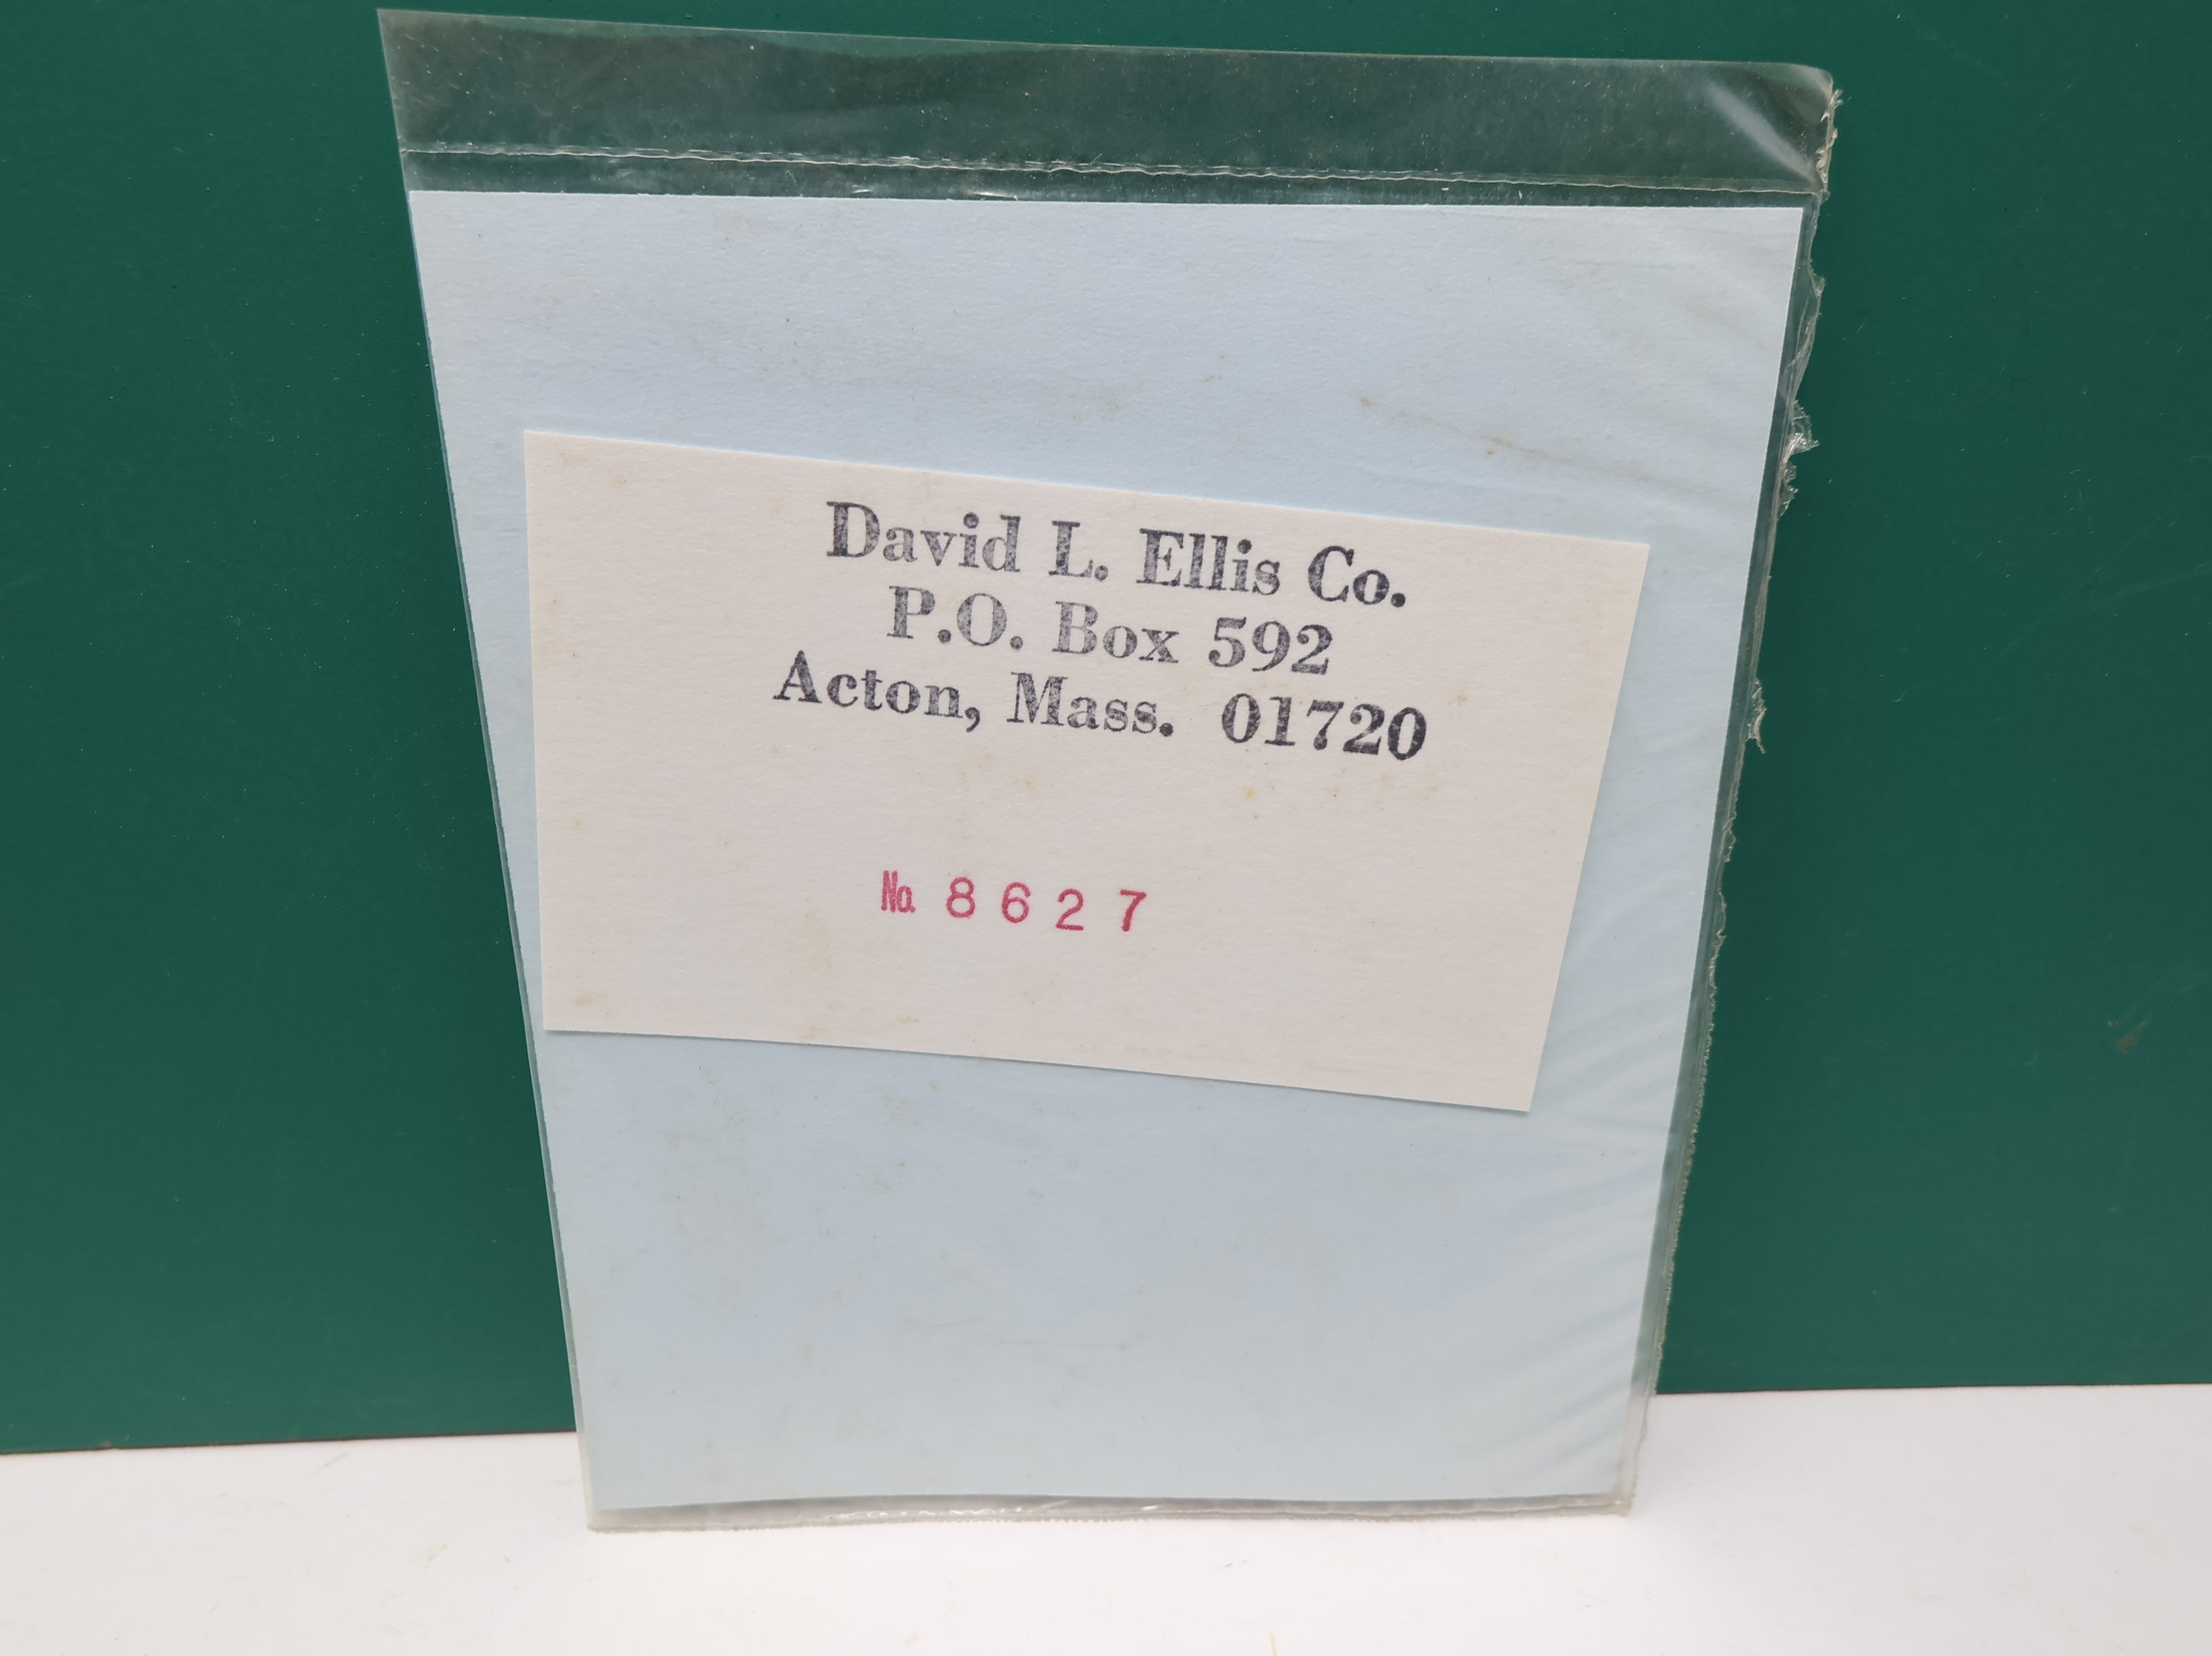 David L. Ellis Co.
P.O. Box 592
Acton, Mass. 01720
No. 8627